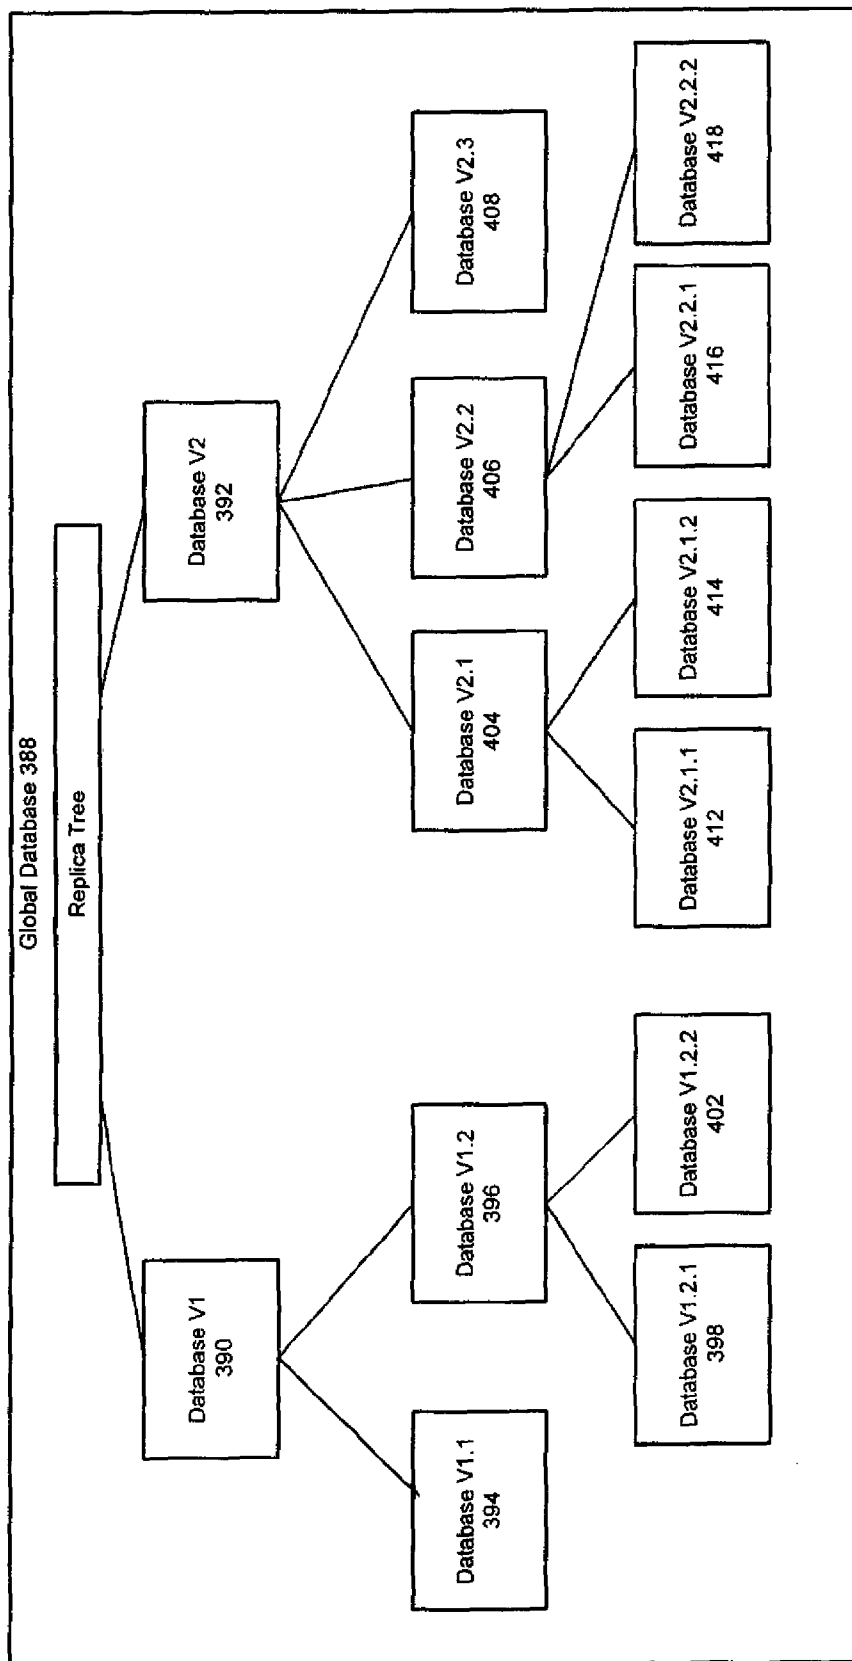 Global Database 388
Replica Tree
Database V1
390
Database V2
392
Database V1.1
394
Database V1.2
396
Database V2.1
404
Database V2.2
406
Database V2.3
408
Database V1.2.1
398
Database V1.2.2
402
Database V2.1.1
412
Database V2.1.2
414
Database V2.2.1
416
Database V2.2.2
418